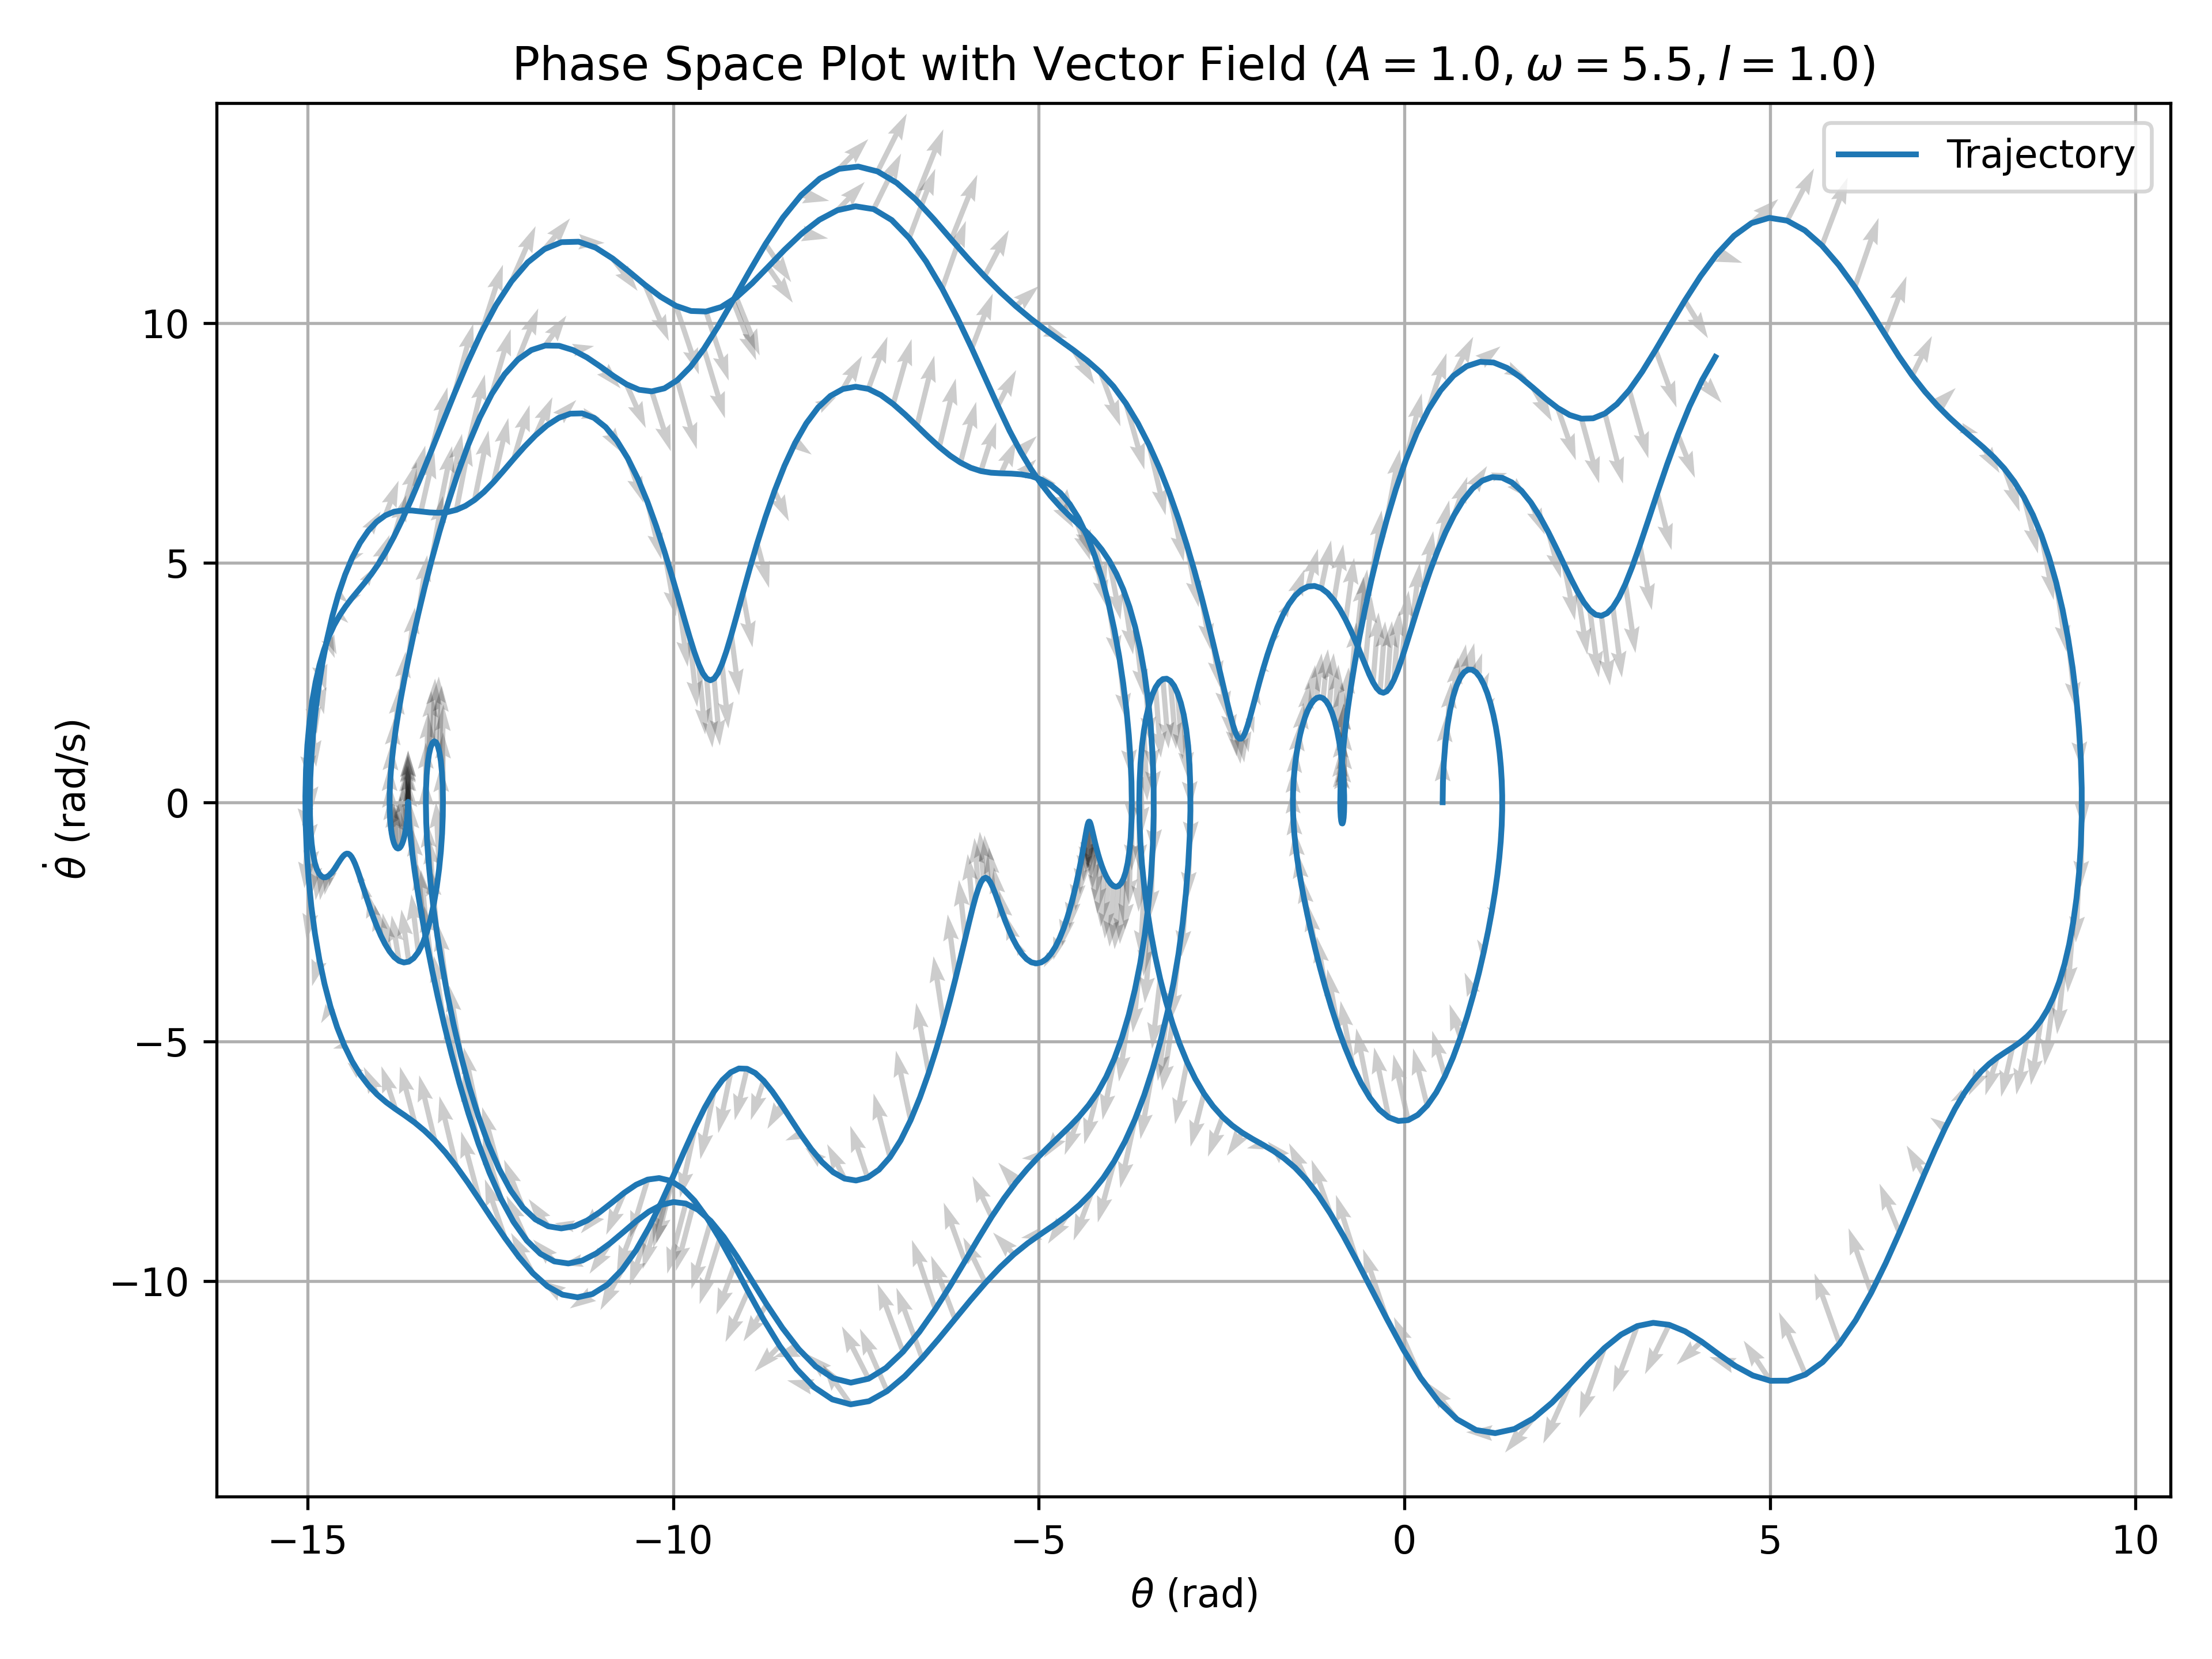 Phase Space Plot with Vector Field (A = 1.0, ω = 5.5, l = 1.0)
Trajectory
10
5
0
−5
−10
θ̇ (rad/s)
−15
−10
−5
0
5
10
θ (rad)